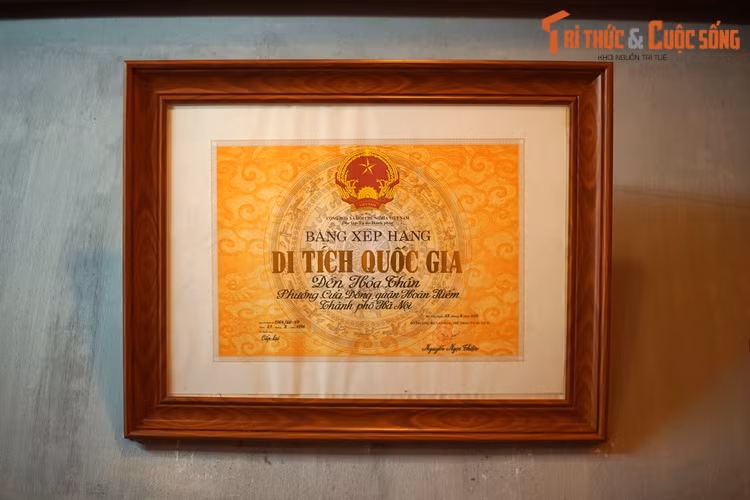 TRI THỨC & CUỘC SỐNG
KHƠI NGUỒN TRI TUỆ
CỘNG HÒA XÃ HỘI CHỦ NGHĨA VIỆT NAM
BẰNG XẾP HẠNG
DI TÍCH QUỐC GIA
Đền Hỏa Thần
Phường Cửa Đông, quận Hoàn Kiếm
Thành phố Hà Nội
Cấp lại
Nguyễn Ngọc Thiện